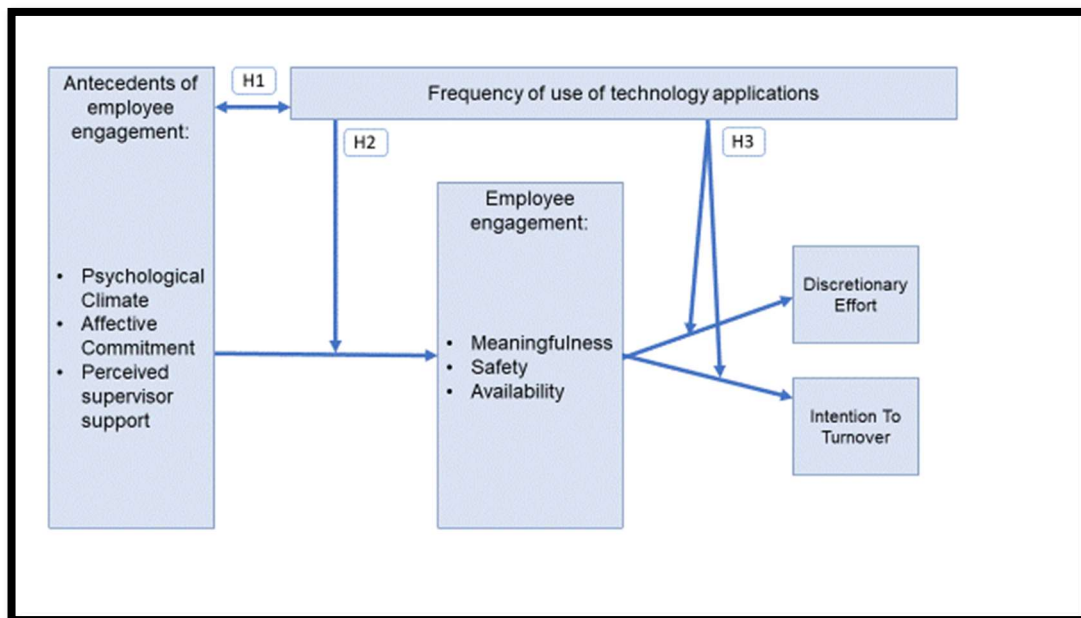 Antecedents of
employee
engagement:
• Psychological
Climate
• Affective
Commitment
• Perceived
supervisor
support
H1
Frequency of use of technology applications
H2
H3
Employee
engagement:
• Meaningfulness
• Safety
• Availability
Discretionary
Effort
Intention To
Turnover